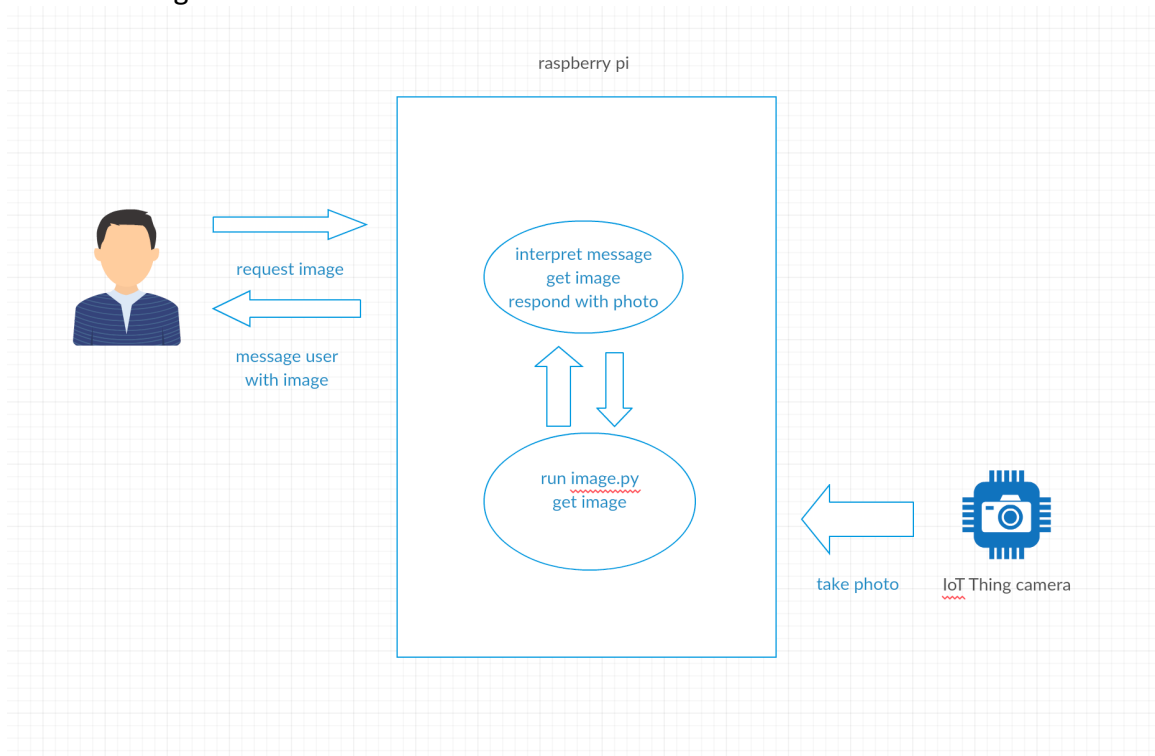 raspberry pi
interpret message
get image
respond with photo
request image
message user
with image
run image.py
get image
take photo
IoT Thing camera